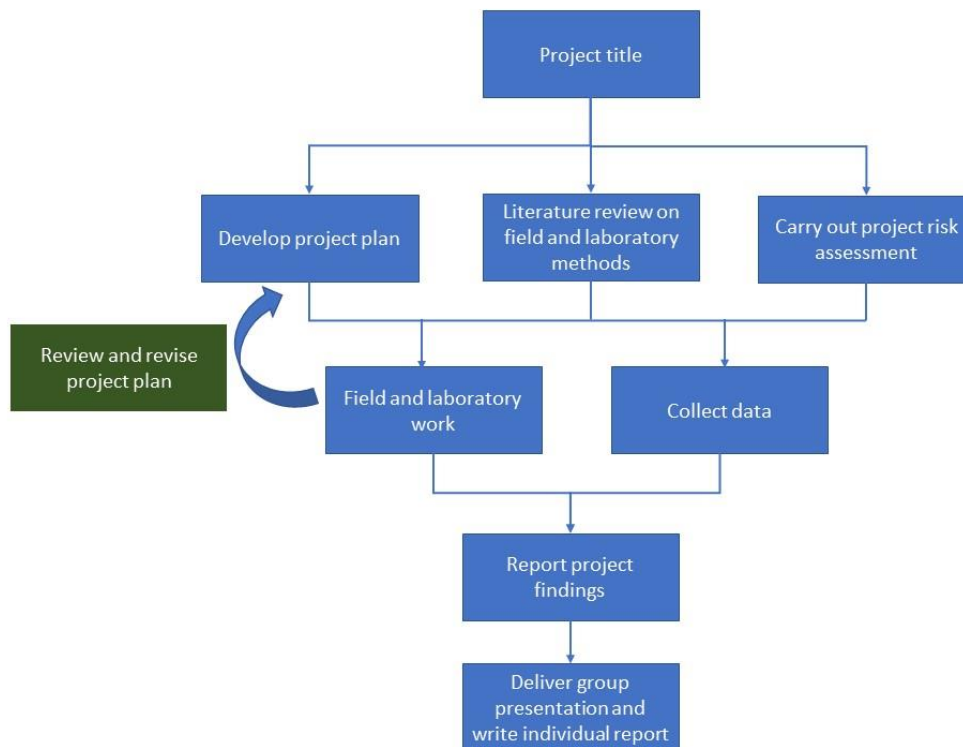 Project title
Develop project plan
Literature review on
field and laboratory
methods
Carry out project risk
assessment
Review and revise
project plan
Field and laboratory
work
Collect data
Report project
findings
Deliver group
presentation and
write individual report